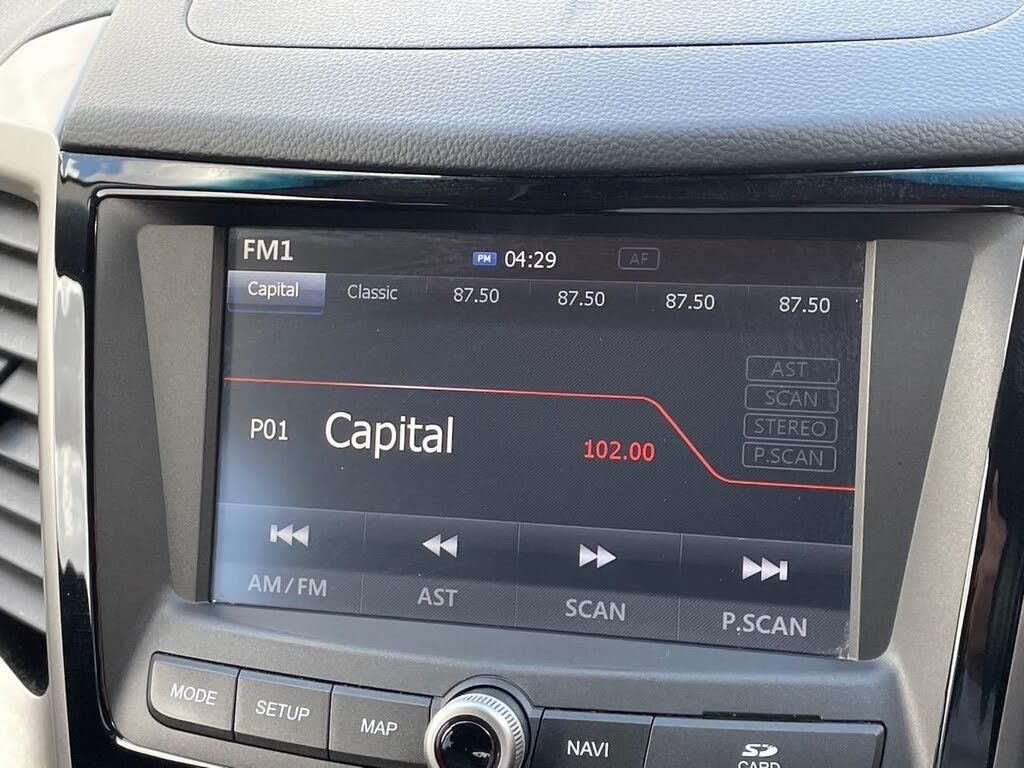 FM1 PM 04:29 AF
Capital Classic 87.50 87.50 87.50 87.50
AST
SCAN
STEREO
P.SCAN
P01 Capital 102.00
AM/FM AST SCAN P.SCAN
MODE SETUP MAP NAVI SD
CARD